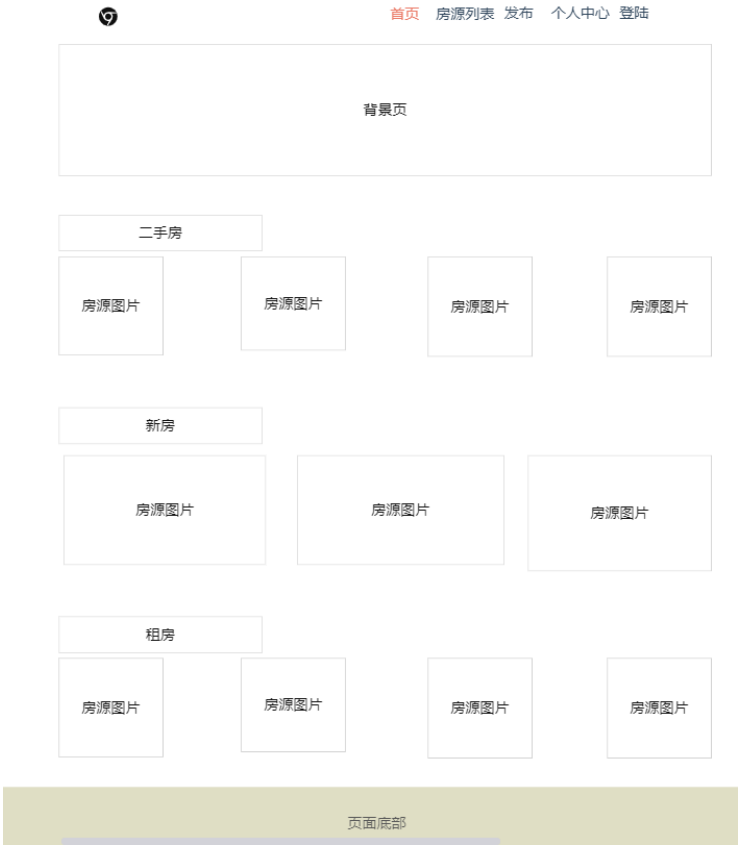 首页 房源列表 发布 个人中心 登陆
背景页
二手房
房源图片 房源图片 房源图片 房源图片
新房
房源图片 房源图片 房源图片
租房
房源图片 房源图片 房源图片 房源图片
页面底部